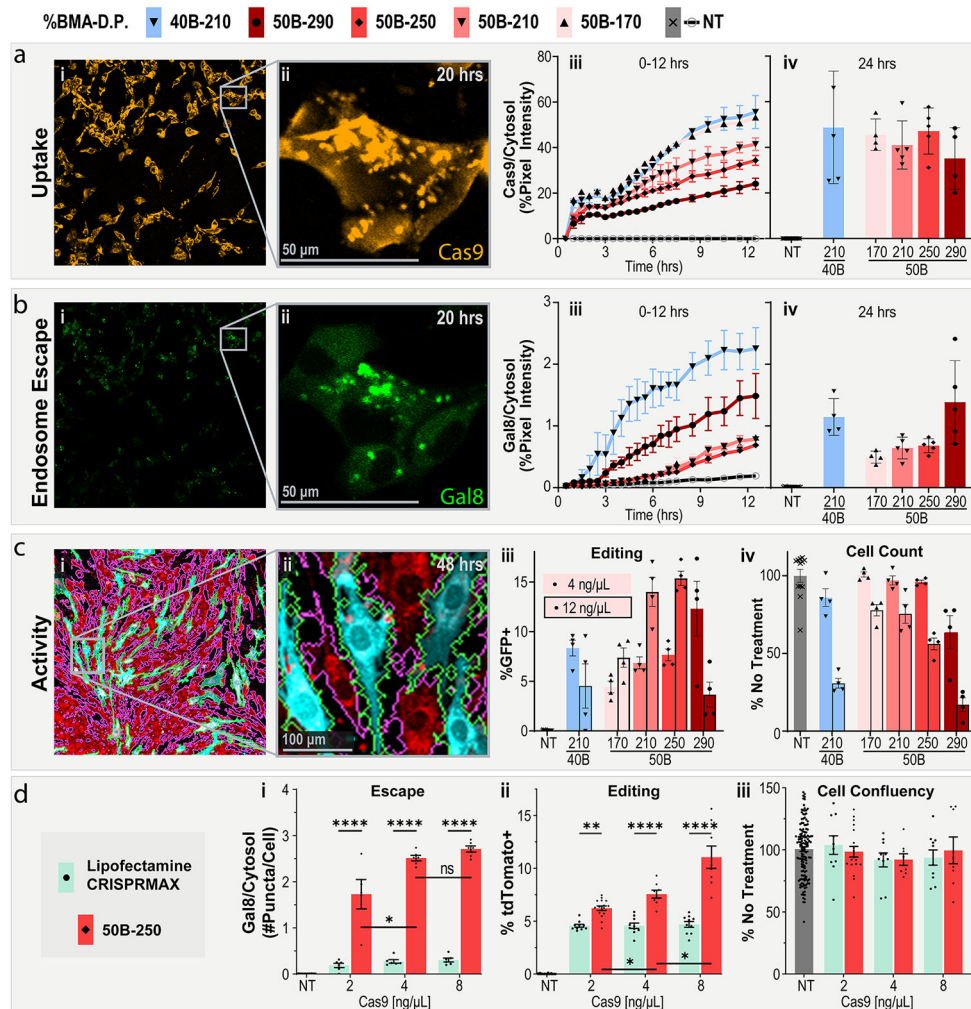 %BMA-D.P. 40B-210 50B-290 50B-250 50B-210 50B-170 NT
a
Uptake
i
ii
20 hrs
50 µm
Cas9
iii
0-12 hrs
Cas9/Cytosol
(%Pixel Intensity)
80
60
40
20
0
0 3 6 9 12
Time (hrs)
iv
24 hrs
NT 210 170 210 250 290
40B 50B
b
Endosome Escape
i
ii
20 hrs
50 µm
Gal8
iii
0-12 hrs
Gal8/Cytosol
(%Pixel Intensity)
3
2
1
0
0 3 6 9 12
Time (hrs)
iv
24 hrs
NT 210 170 210 250 290
40B 50B
c
Activity
i
ii
48 hrs
100 µm
iii
Editing
4 ng/µL
12 ng/µL
%GFP+
15
10
5
0
NT 210 170 210 250 290
40B 50B
iv
Cell Count
% No Treatment
100
50
0
NT 210 170 210 250 290
40B 50B
d
Lipofectamine
CRISPRMAX
50B-250
i
Escape
Gal8/Cytosol
(#Puncta/Cell)
4
3
2
1
0
**** **** ****
ns
*
NT 2 4 8
Cas9 [ng/µL]
ii
Editing
% tdTomato+
15
10
5
0
** **** ****
* *
NT 2 4 8
Cas9 [ng/µL]
iii
Cell Confluency
% No Treatment
150
100
50
0
NT 2 4 8
Cas9 [ng/µL]